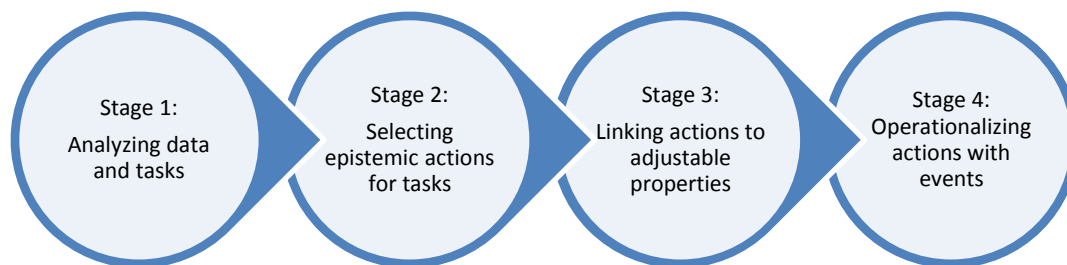 Stage 1:
Analyzing data
and tasks
Stage 2:
Selecting
epistemic actions
for tasks
Stage 3:
Linking actions to
adjustable
properties
Stage 4:
Operationalizing
actions with
events